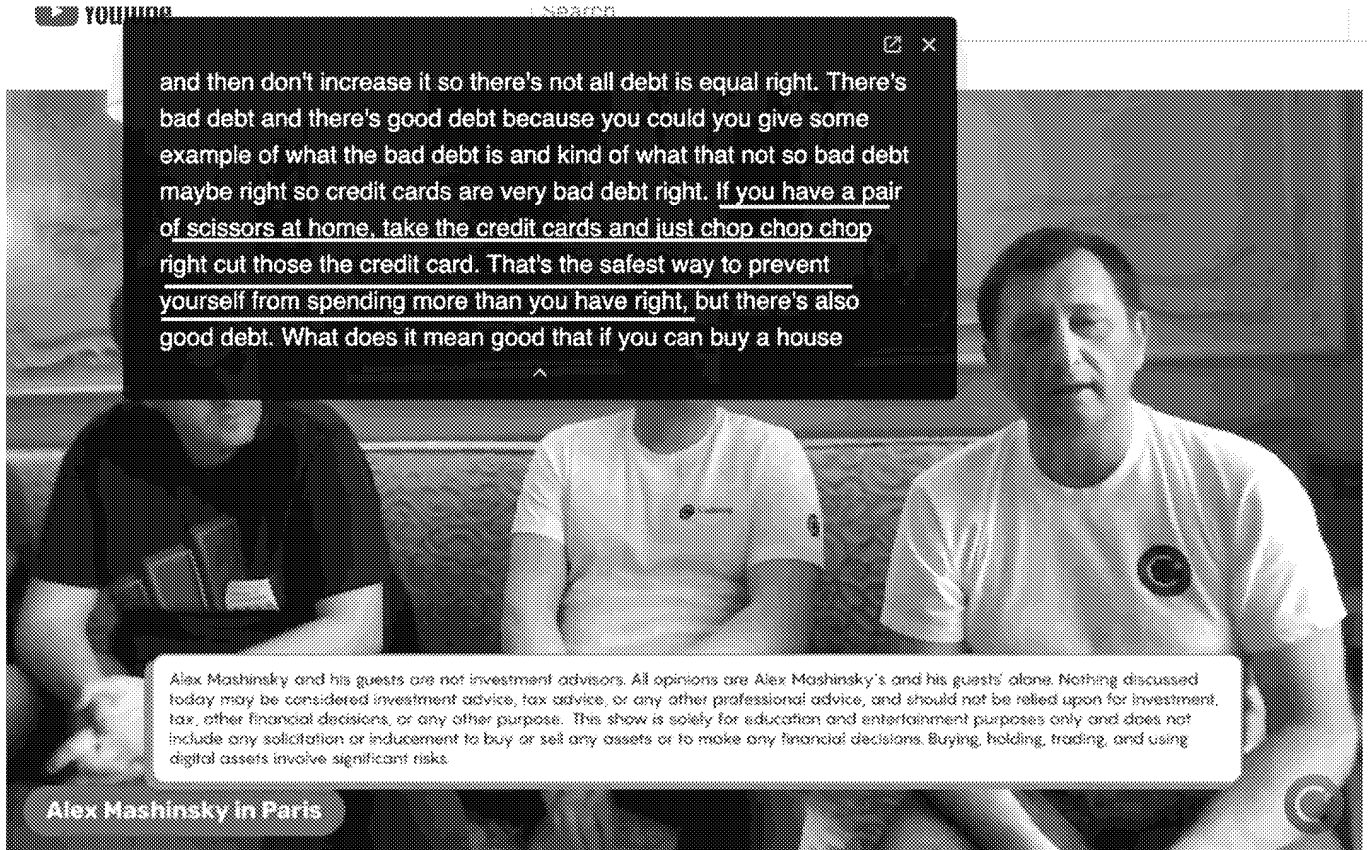 YouTube
Search
and then don't increase it so there's not all debt is equal right. There's
bad debt and there's good debt because you could you give some
example of what the bad debt is and kind of what that not so bad debt
maybe right so credit cards are very bad debt right. If you have a pair
of scissors at home, take the credit cards and just chop chop chop
right cut those the credit card. That's the safest way to prevent
yourself from spending more than you have right, but there's also
good debt. What does it mean good that if you can buy a house
Alex Mashinsky and his guests are not investment advisors. All opinions are Alex Mashinsky's and his guests' alone. Nothing discussed
today may be considered investment advice, tax advice, or any other professional advice, and should not be relied upon for investment,
tax, other financial decisions, or any other purpose. This show is solely for education and entertainment purposes only and does not
include any solicitation or inducement to buy or sell any assets or to make any financial decisions. Buying, holding, trading, and using
digital assets involve significant risks.
Alex Mashinsky in Paris